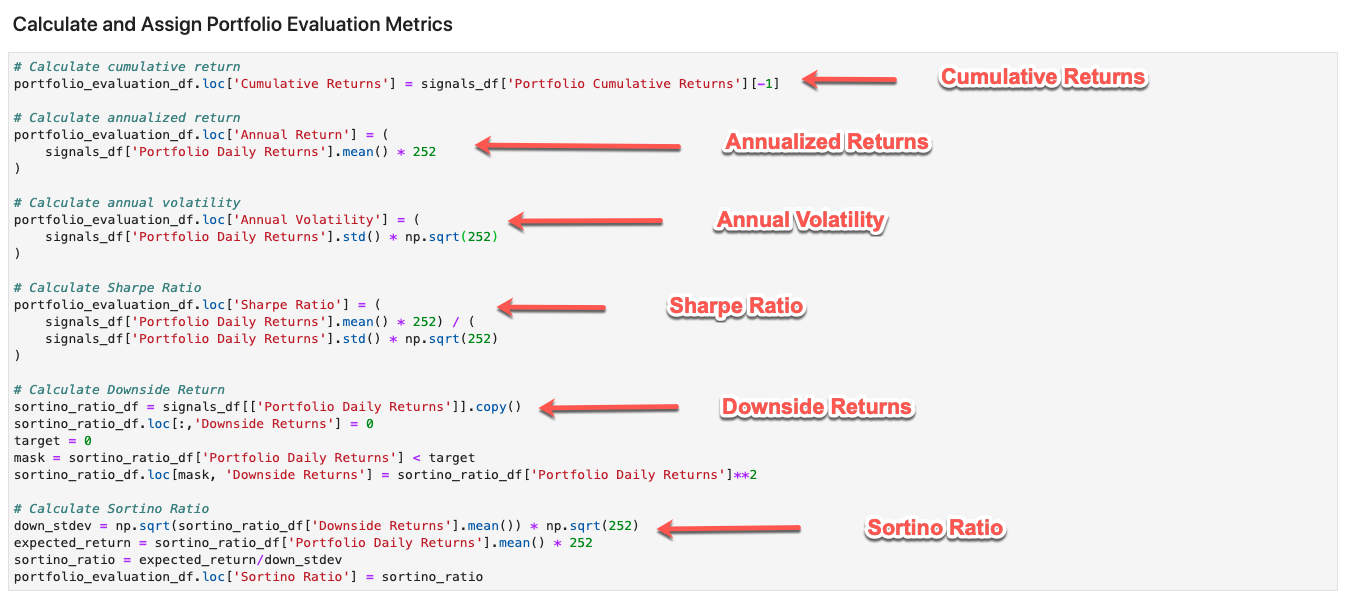 Calculate and Assign Portfolio Evaluation Metrics
# Calculate cumulative return
portfolio_evaluation_df.loc['Cumulative Returns'] = signals_df['Portfolio Cumulative Returns'][-1]
Cumulative Returns
# Calculate annualized return
portfolio_evaluation_df.loc['Annual Return'] = (
    signals_df['Portfolio Daily Returns'].mean() * 252
)
Annualized Returns
# Calculate annual volatility
portfolio_evaluation_df.loc['Annual Volatility'] = (
    signals_df['Portfolio Daily Returns'].std() * np.sqrt(252)
)
Annual Volatility
# Calculate Sharpe Ratio
portfolio_evaluation_df.loc['Sharpe Ratio'] = (
    signals_df['Portfolio Daily Returns'].mean() * 252) / (
    signals_df['Portfolio Daily Returns'].std() * np.sqrt(252)
)
Sharpe Ratio
# Calculate Downside Return
sortino_ratio_df = signals_df[['Portfolio Daily Returns']].copy()
sortino_ratio_df.loc[:,'Downside Returns'] = 0
target = 0
mask = sortino_ratio_df['Portfolio Daily Returns'] < target
sortino_ratio_df.loc[mask, 'Downside Returns'] = sortino_ratio_df['Portfolio Daily Returns']**2
Downside Returns
# Calculate Sortino Ratio
down_stdev = np.sqrt(sortino_ratio_df['Downside Returns'].mean()) * np.sqrt(252)
expected_return = sortino_ratio_df['Portfolio Daily Returns'].mean() * 252
sortino_ratio = expected_return/down_stdev
portfolio_evaluation_df.loc['Sortino Ratio'] = sortino_ratio
Sortino Ratio